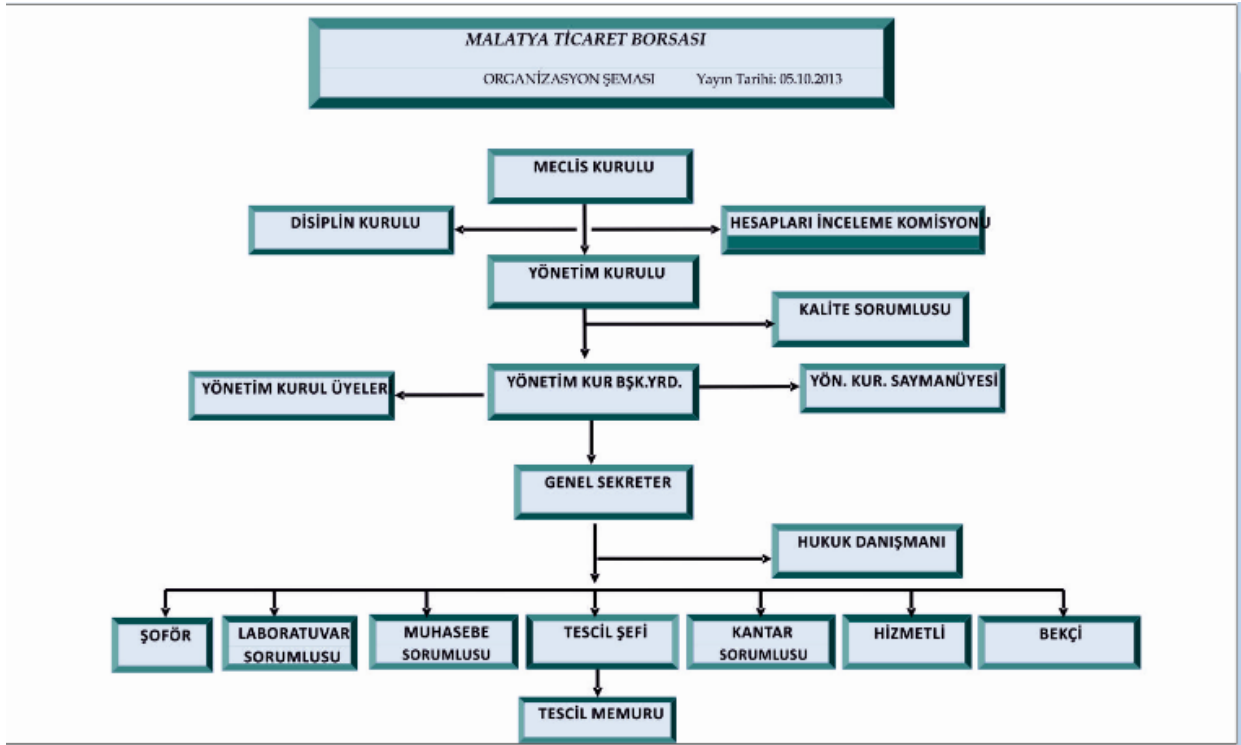 MALATYA TİCARET BORSASI
ORGANİZASYON ŞEMASI Yayın Tarihi: 05.10.2013
MECLİS KURULU
DİSİPLİN KURULU
HESAPLARI İNCELEME KOMİSYONU
YÖNETİM KURULU
KALİTE SORUMLUSU
YÖNETİM KURUL ÜYELER
YÖNETİM KUR BŞK.YRD.
YÖN. KUR. SAYMANÜYESİ
GENEL SEKRETER
HUKUK DANIŞMANI
ŞOFÖR
LABORATUVAR
SORUMLUSU
MUHASEBE
SORUMLUSU
TESCİL ŞEFİ
KANTAR
SORUMLUSU
HİZMETLİ
BEKÇİ
TESCİL MEMURU